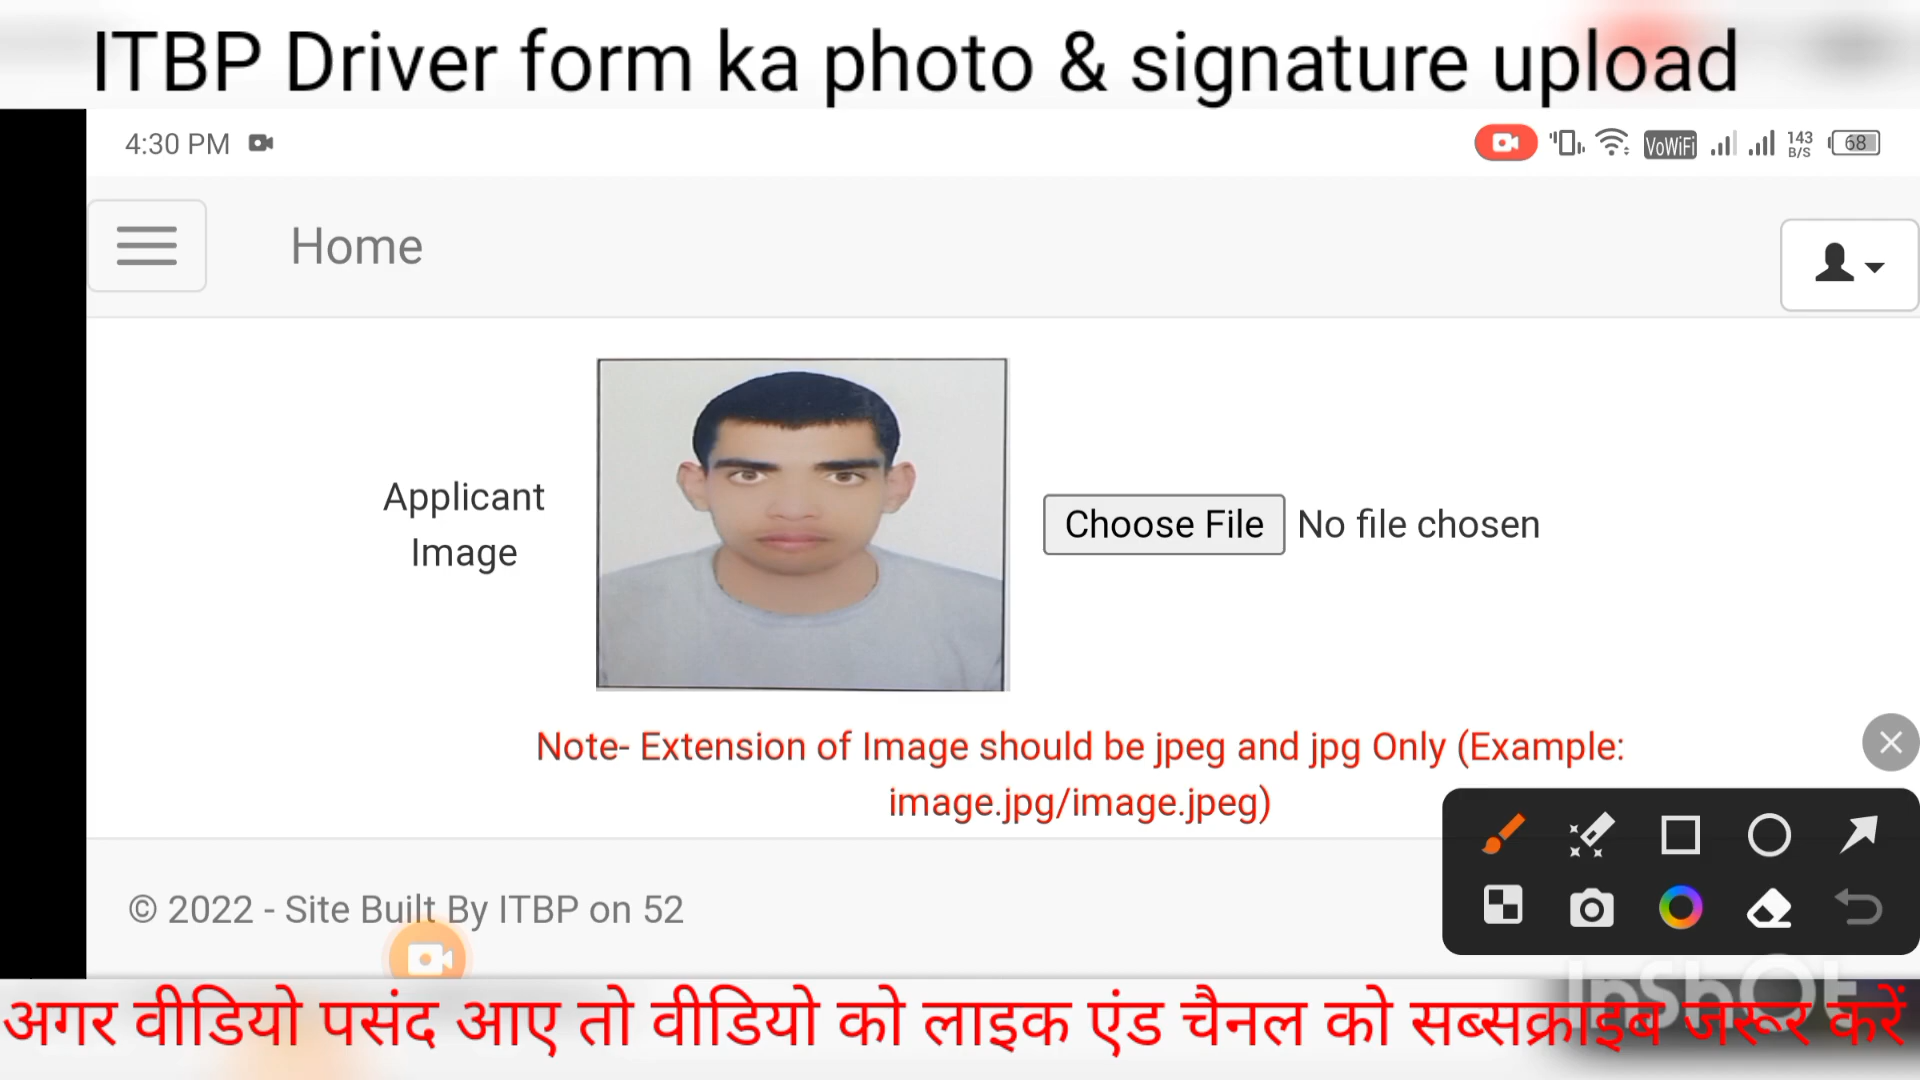 ITBP Driver form ka photo & signature upload
4:30 PM
VoWiFi 143 B/S 68
Home
Applicant
Image
Choose File No file chosen
Note- Extension of Image should be jpeg and jpg Only (Example:
image.jpg/image.jpeg)
© 2022 - Site Built By ITBP on 52
InShOt
अगर वीडियो पसंद आए तो वीडियो को लाइक एंड चैनल को सब्सक्राइब जरूर करें